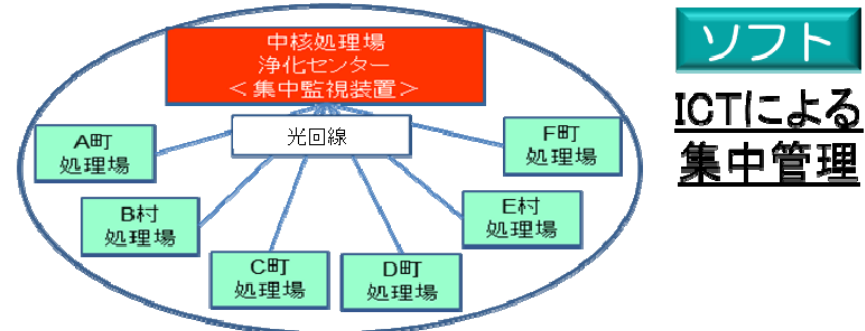 中核処理場
浄化センター
＜集中監視装置＞
光回線
A町
処理場
B村
処理場
C町
処理場
D町
処理場
E村
処理場
F町
処理場
ソフト
ICTによる
集中管理